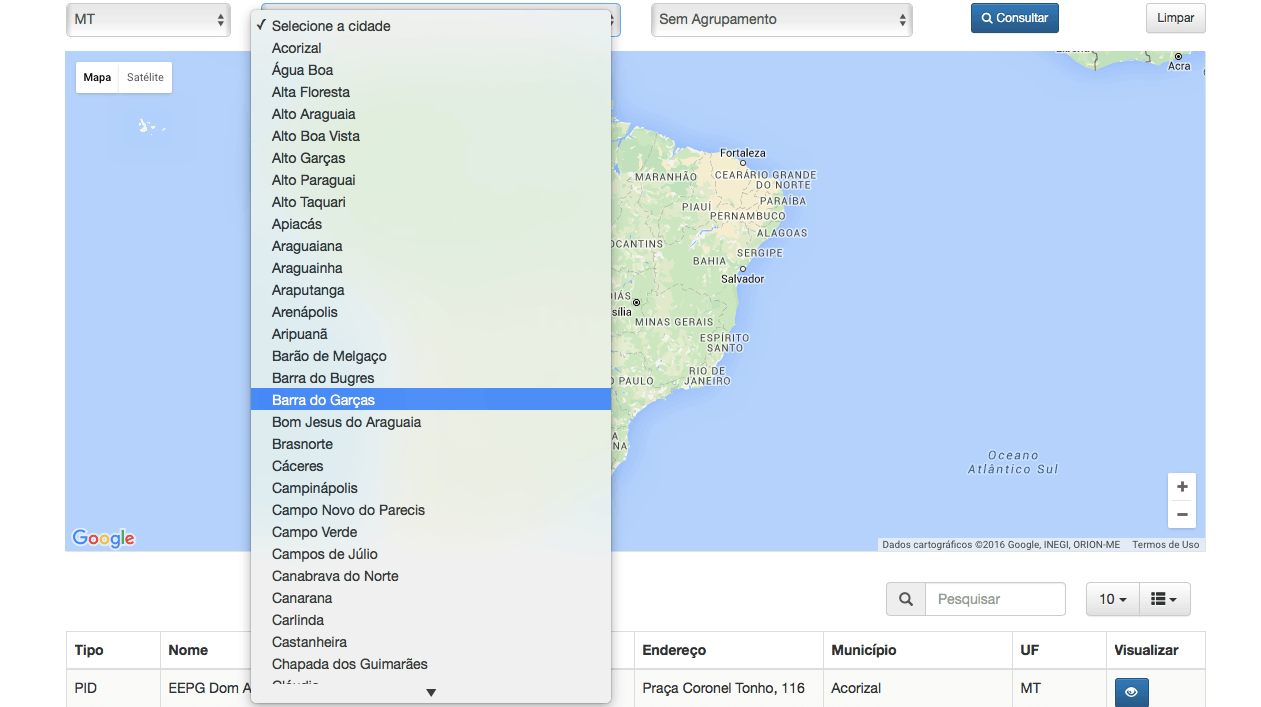 MT
Sem Agrupamento
Consultar
Limpar
✓ Selecione a cidade
Acorizal
Água Boa
Alta Floresta
Alto Araguaia
Alto Boa Vista
Alto Garças
Alto Paraguai
Alto Taquari
Apiacás
Araguaiana
Araguainha
Araputanga
Arenápolis
Aripuanã
Barão de Melgaço
Barra do Bugres
Barra do Garças
Bom Jesus do Araguaia
Brasnorte
Cáceres
Campinápolis
Campo Novo do Parecis
Campo Verde
Campos de Júlio
Canabrava do Norte
Canarana
Carlinda
Castanheira
Chapada dos Guimarães
Mapa
Satélite
Acra
Fortaleza
MARANHÃO
CEARÁ
RIO GRANDE
DO NORTE
PARAÍBA
PIAUÍ
PERNAMBUCO
ALAGOAS
OCANTINS
SERGIPE
BAHIA
Salvador
IÁS
sília
MINAS GERAIS
ESPÍRITO
SANTO
RIO DE
JANEIRO
PAULO
A
NA
Oceano
Atlântico Sul
+
−
Google
Dados cartográficos ©2016 Google, INEGI, ORION-ME
Termos de Uso
Pesquisar
10
Tipo
Nome
Endereço
Município
UF
Visualizar
PID
EEPG Dom A
Praça Coronel Tonho, 116
Acorizal
MT